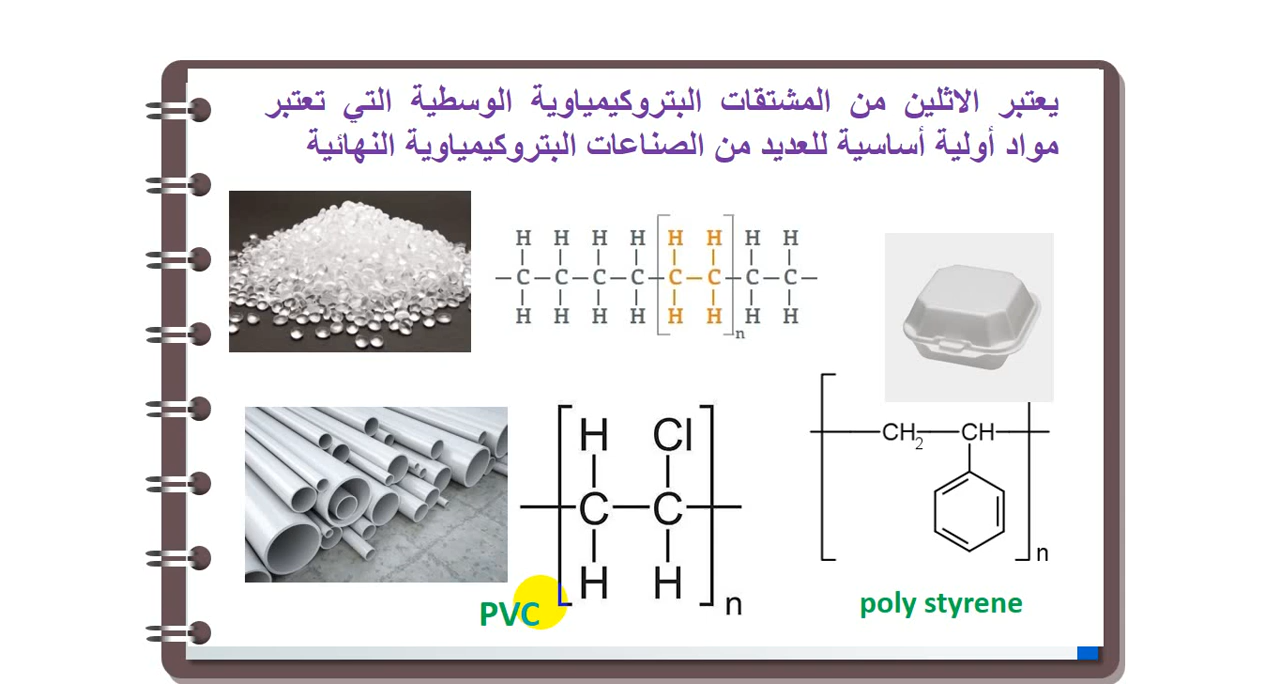 يعتبر الاثلين من المشتقات البتروكيمياوية الوسطية التي تعتبر
مواد أولية أساسية للعديد من الصناعات البتروكيمياوية النهائية
H H H H H H H H
C C C C C C C C
H H H H H H H H
n
H Cl
C C
H H
n
PVC
CH2 CH
n
poly styrene